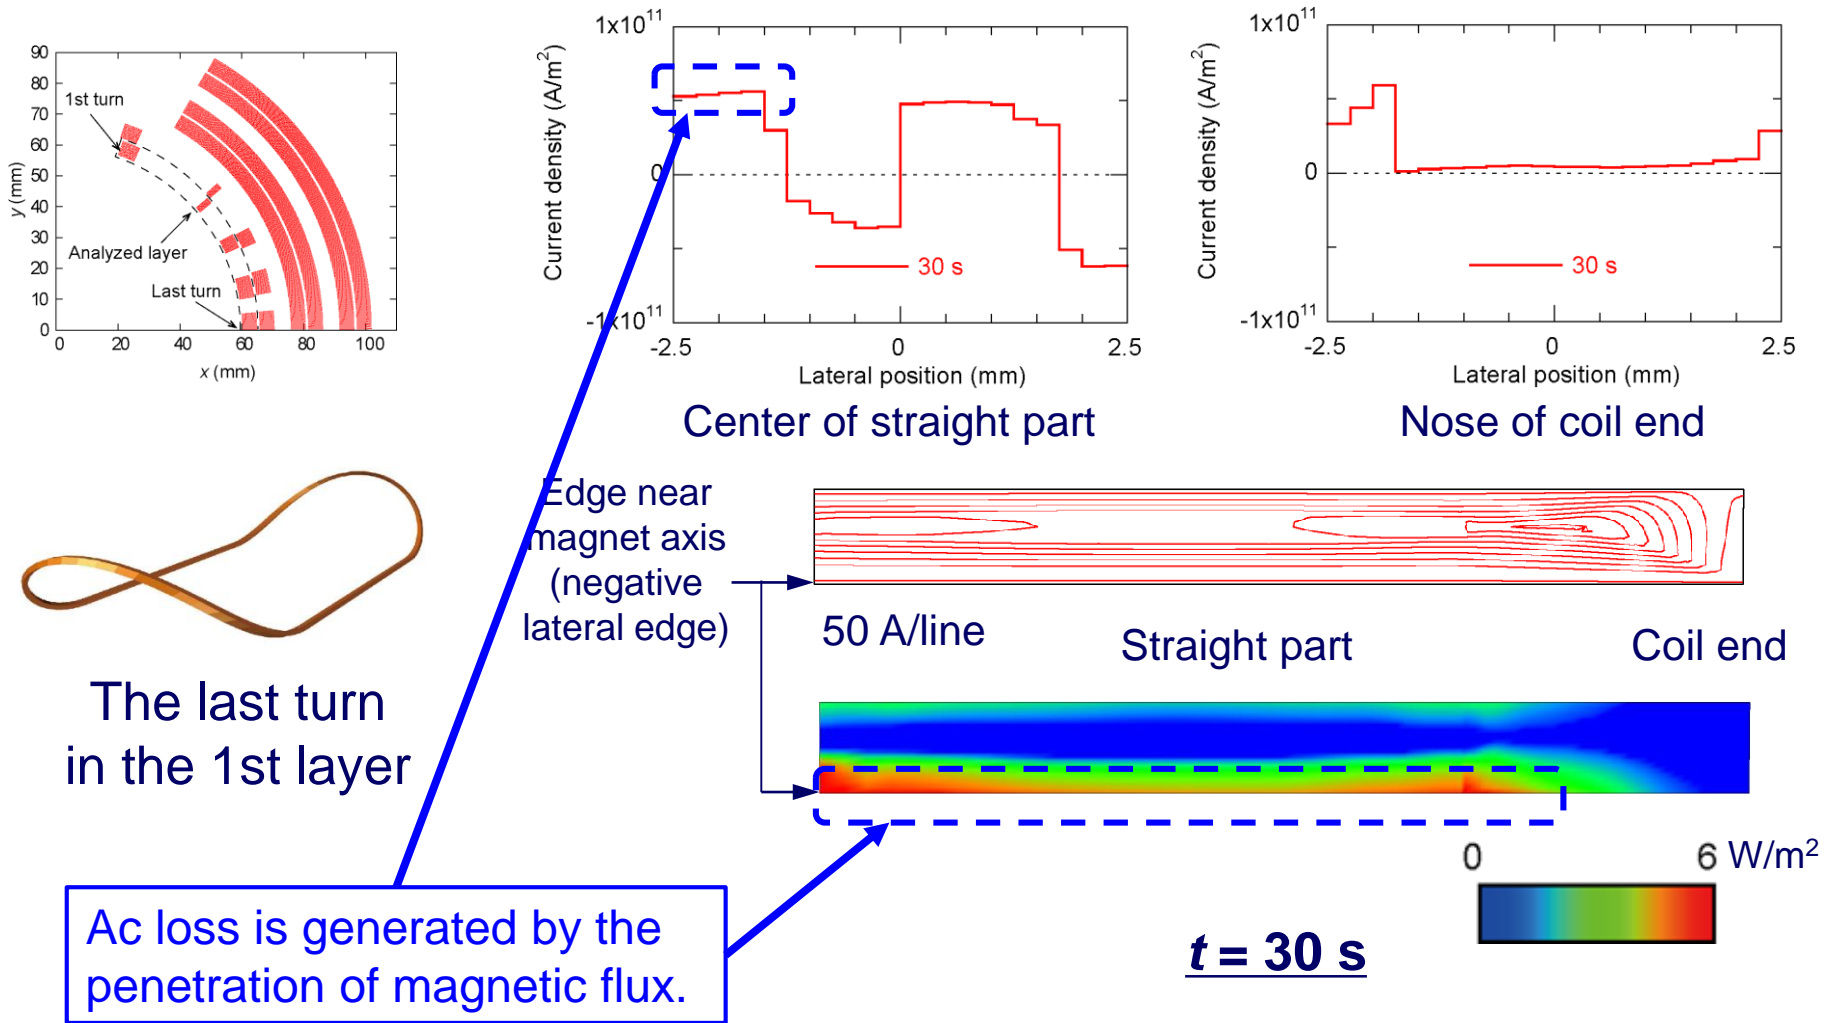 90
80
70
60
50
40
30
20
10
0
y (mm)
1st turn
Analyzed layer
Last turn
0 20 40 60 80 100
x (mm)
1x10¹¹
0
-1x10¹¹
Current density (A/m²)
30 s
-2.5 0 2.5
Lateral position (mm)
Center of straight part
1x10¹¹
0
-1x10¹¹
Current density (A/m²)
30 s
-2.5 0 2.5
Lateral position (mm)
Nose of coil end
Edge near
magnet axis
(negative
lateral edge)
50 A/line
Straight part
Coil end
The last turn
in the 1st layer
0 6 W/m²
Ac loss is generated by the
penetration of magnetic flux.
t = 30 s